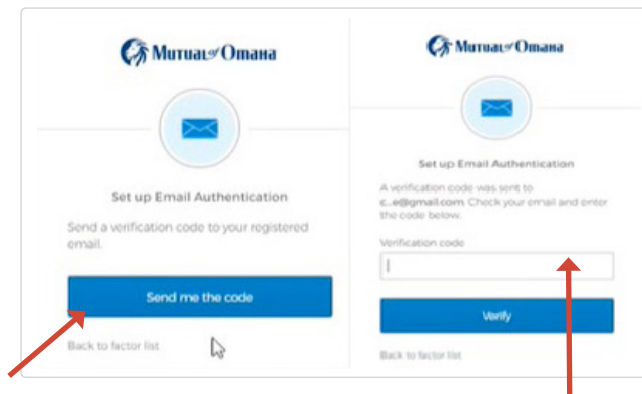 Mutual of Omaha
Set up Email Authentication
Send a verification code to your registered
email.
Send me the code
Back to factor list
Mutual of Omaha
Set up Email Authentication
A verification code was sent to
c...e@gmail.com. Check your email and enter
the code below.
Verification code
Verify
Back to factor list